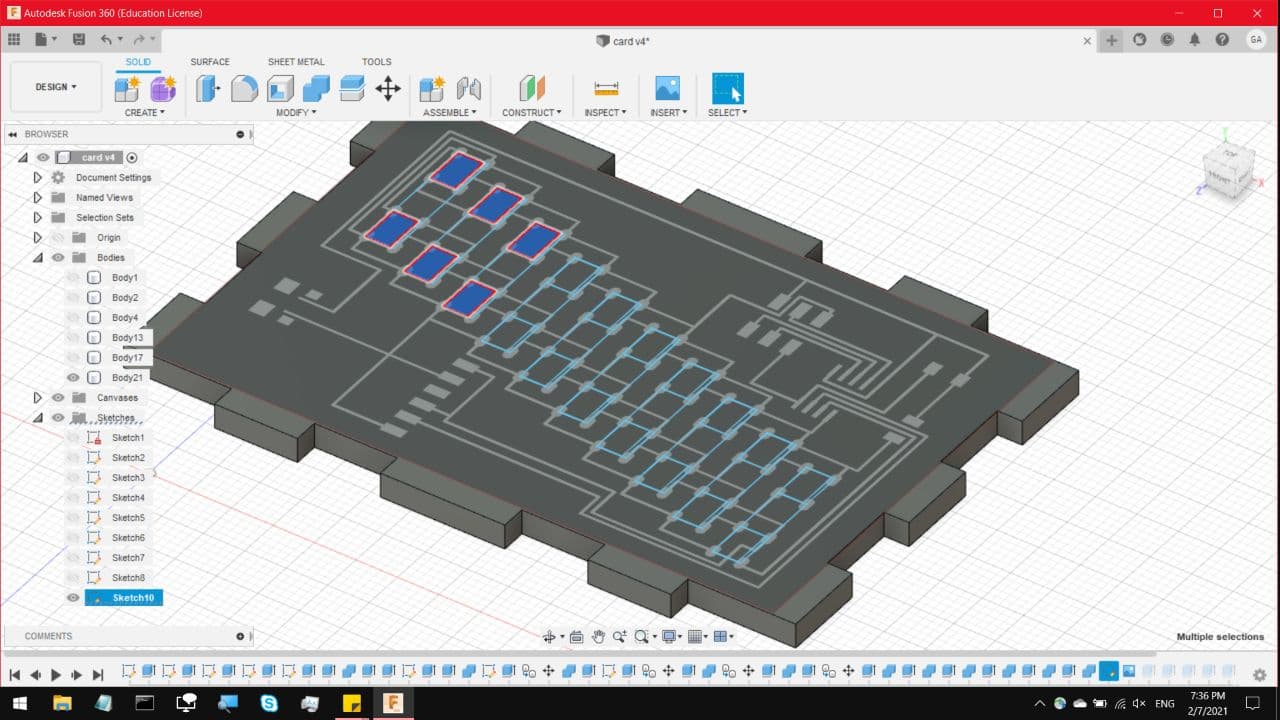 Autodesk Fusion 360 (Education License)
card v4*
GA
DESIGN
SOLID SURFACE SHEET METAL TOOLS
CREATE MODIFY ASSEMBLE CONSTRUCT INSPECT INSERT SELECT
BROWSER
card v4
Document Settings
Named Views
Selection Sets
Origin
Bodies
Body1
Body2
Body4
Body13
Body17
Body21
Canvases
Sketches
Sketch1
Sketch2
Sketch3
Sketch4
Sketch5
Sketch6
Sketch7
Sketch8
Sketch10
COMMENTS
Multiple selections
Y
X
Z
ENG
7:36 PM
2/7/2021